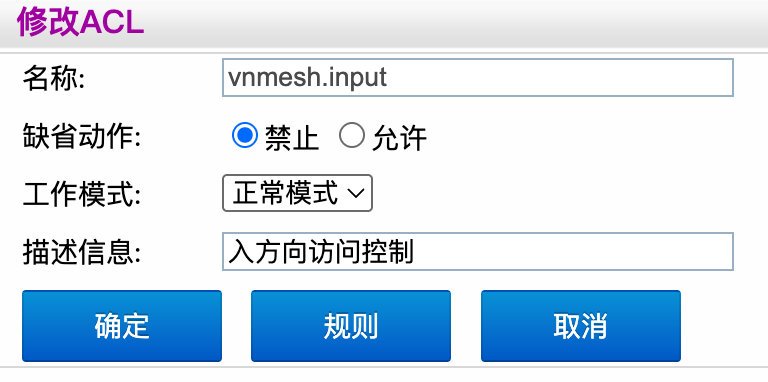 修改ACL
名称: vnmesh.input
缺省动作: 禁止 允许
工作模式: 正常模式
描述信息: 入方向访问控制
确定 规则 取消